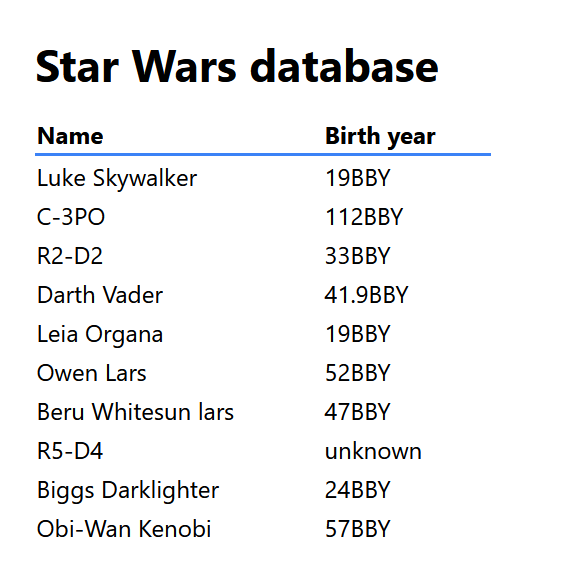 Star Wars database
Name Birth year
Luke Skywalker 19BBY
C-3PO 112BBY
R2-D2 33BBY
Darth Vader 41.9BBY
Leia Organa 19BBY
Owen Lars 52BBY
Beru Whitesun lars 47BBY
R5-D4 unknown
Biggs Darklighter 24BBY
Obi-Wan Kenobi 57BBY